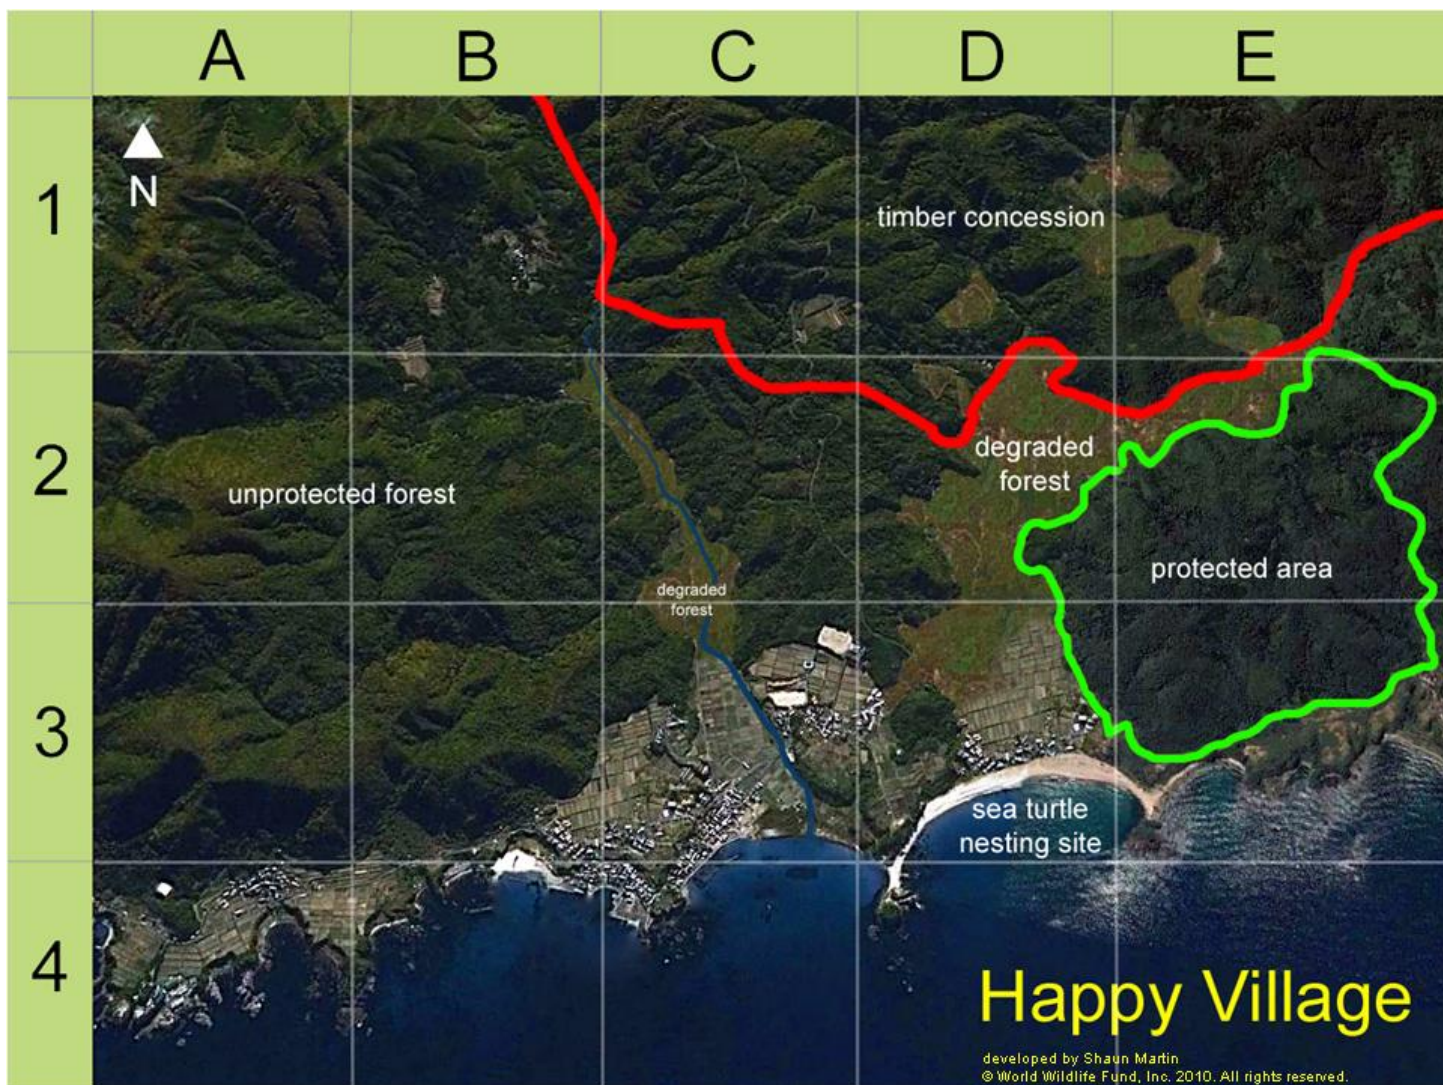 A B C D E
1
N
timber concession
2
degraded
forest
unprotected forest
protected area
degraded
forest
3
sea turtle
nesting site
4
Happy Village
developed by Shaun Martin
© World Wildlife Fund, Inc. 2010. All rights reserved.